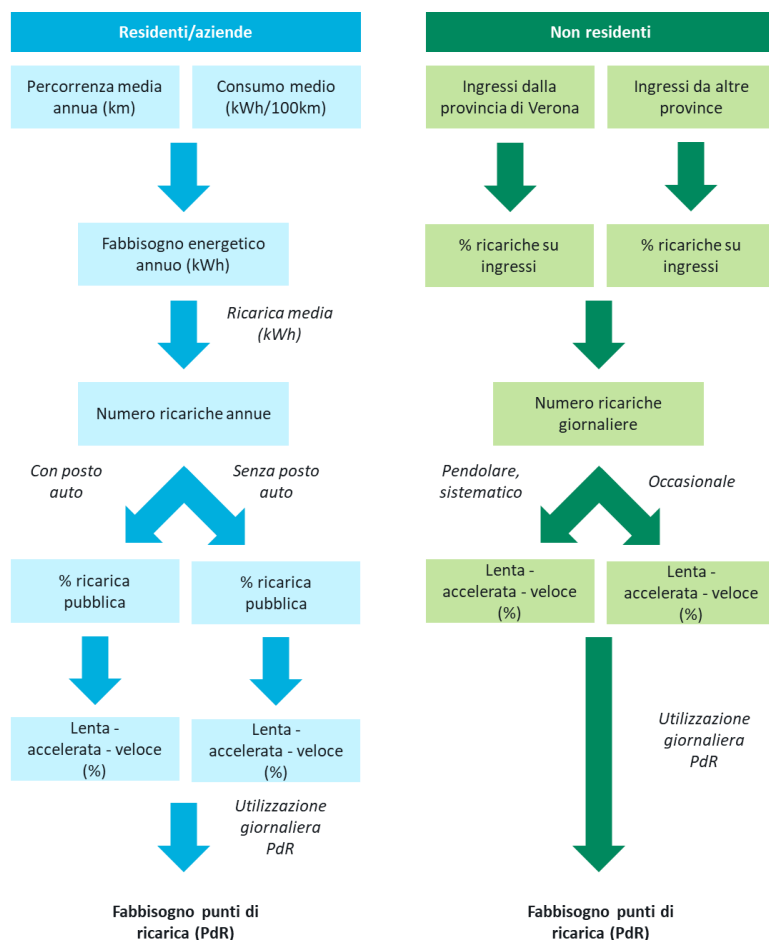 Residenti/aziende
Percorrenza media
annua (km)
Consumo medio
(kWh/100km)
Fabbisogno energetico
annuo (kWh)
Ricarica media
(kWh)
Numero ricariche annue
Con posto
auto
Senza posto
auto
% ricarica
pubblica
% ricarica
pubblica
Lenta -
accelerata - veloce
(%)
Lenta -
accelerata - veloce
(%)
Utilizzazione
giornaliera
PdR
Fabbisogno punti di
ricarica (PdR)
Non residenti
Ingressi dalla
provincia di Verona
Ingressi da altre
province
% ricariche su
ingressi
% ricariche su
ingressi
Numero ricariche
giornaliere
Pendolare,
sistematico
Occasionale
Lenta -
accelerata - veloce
(%)
Lenta -
accelerata - veloce
(%)
Utilizzazione
giornaliera
PdR
Fabbisogno punti di
ricarica (PdR)